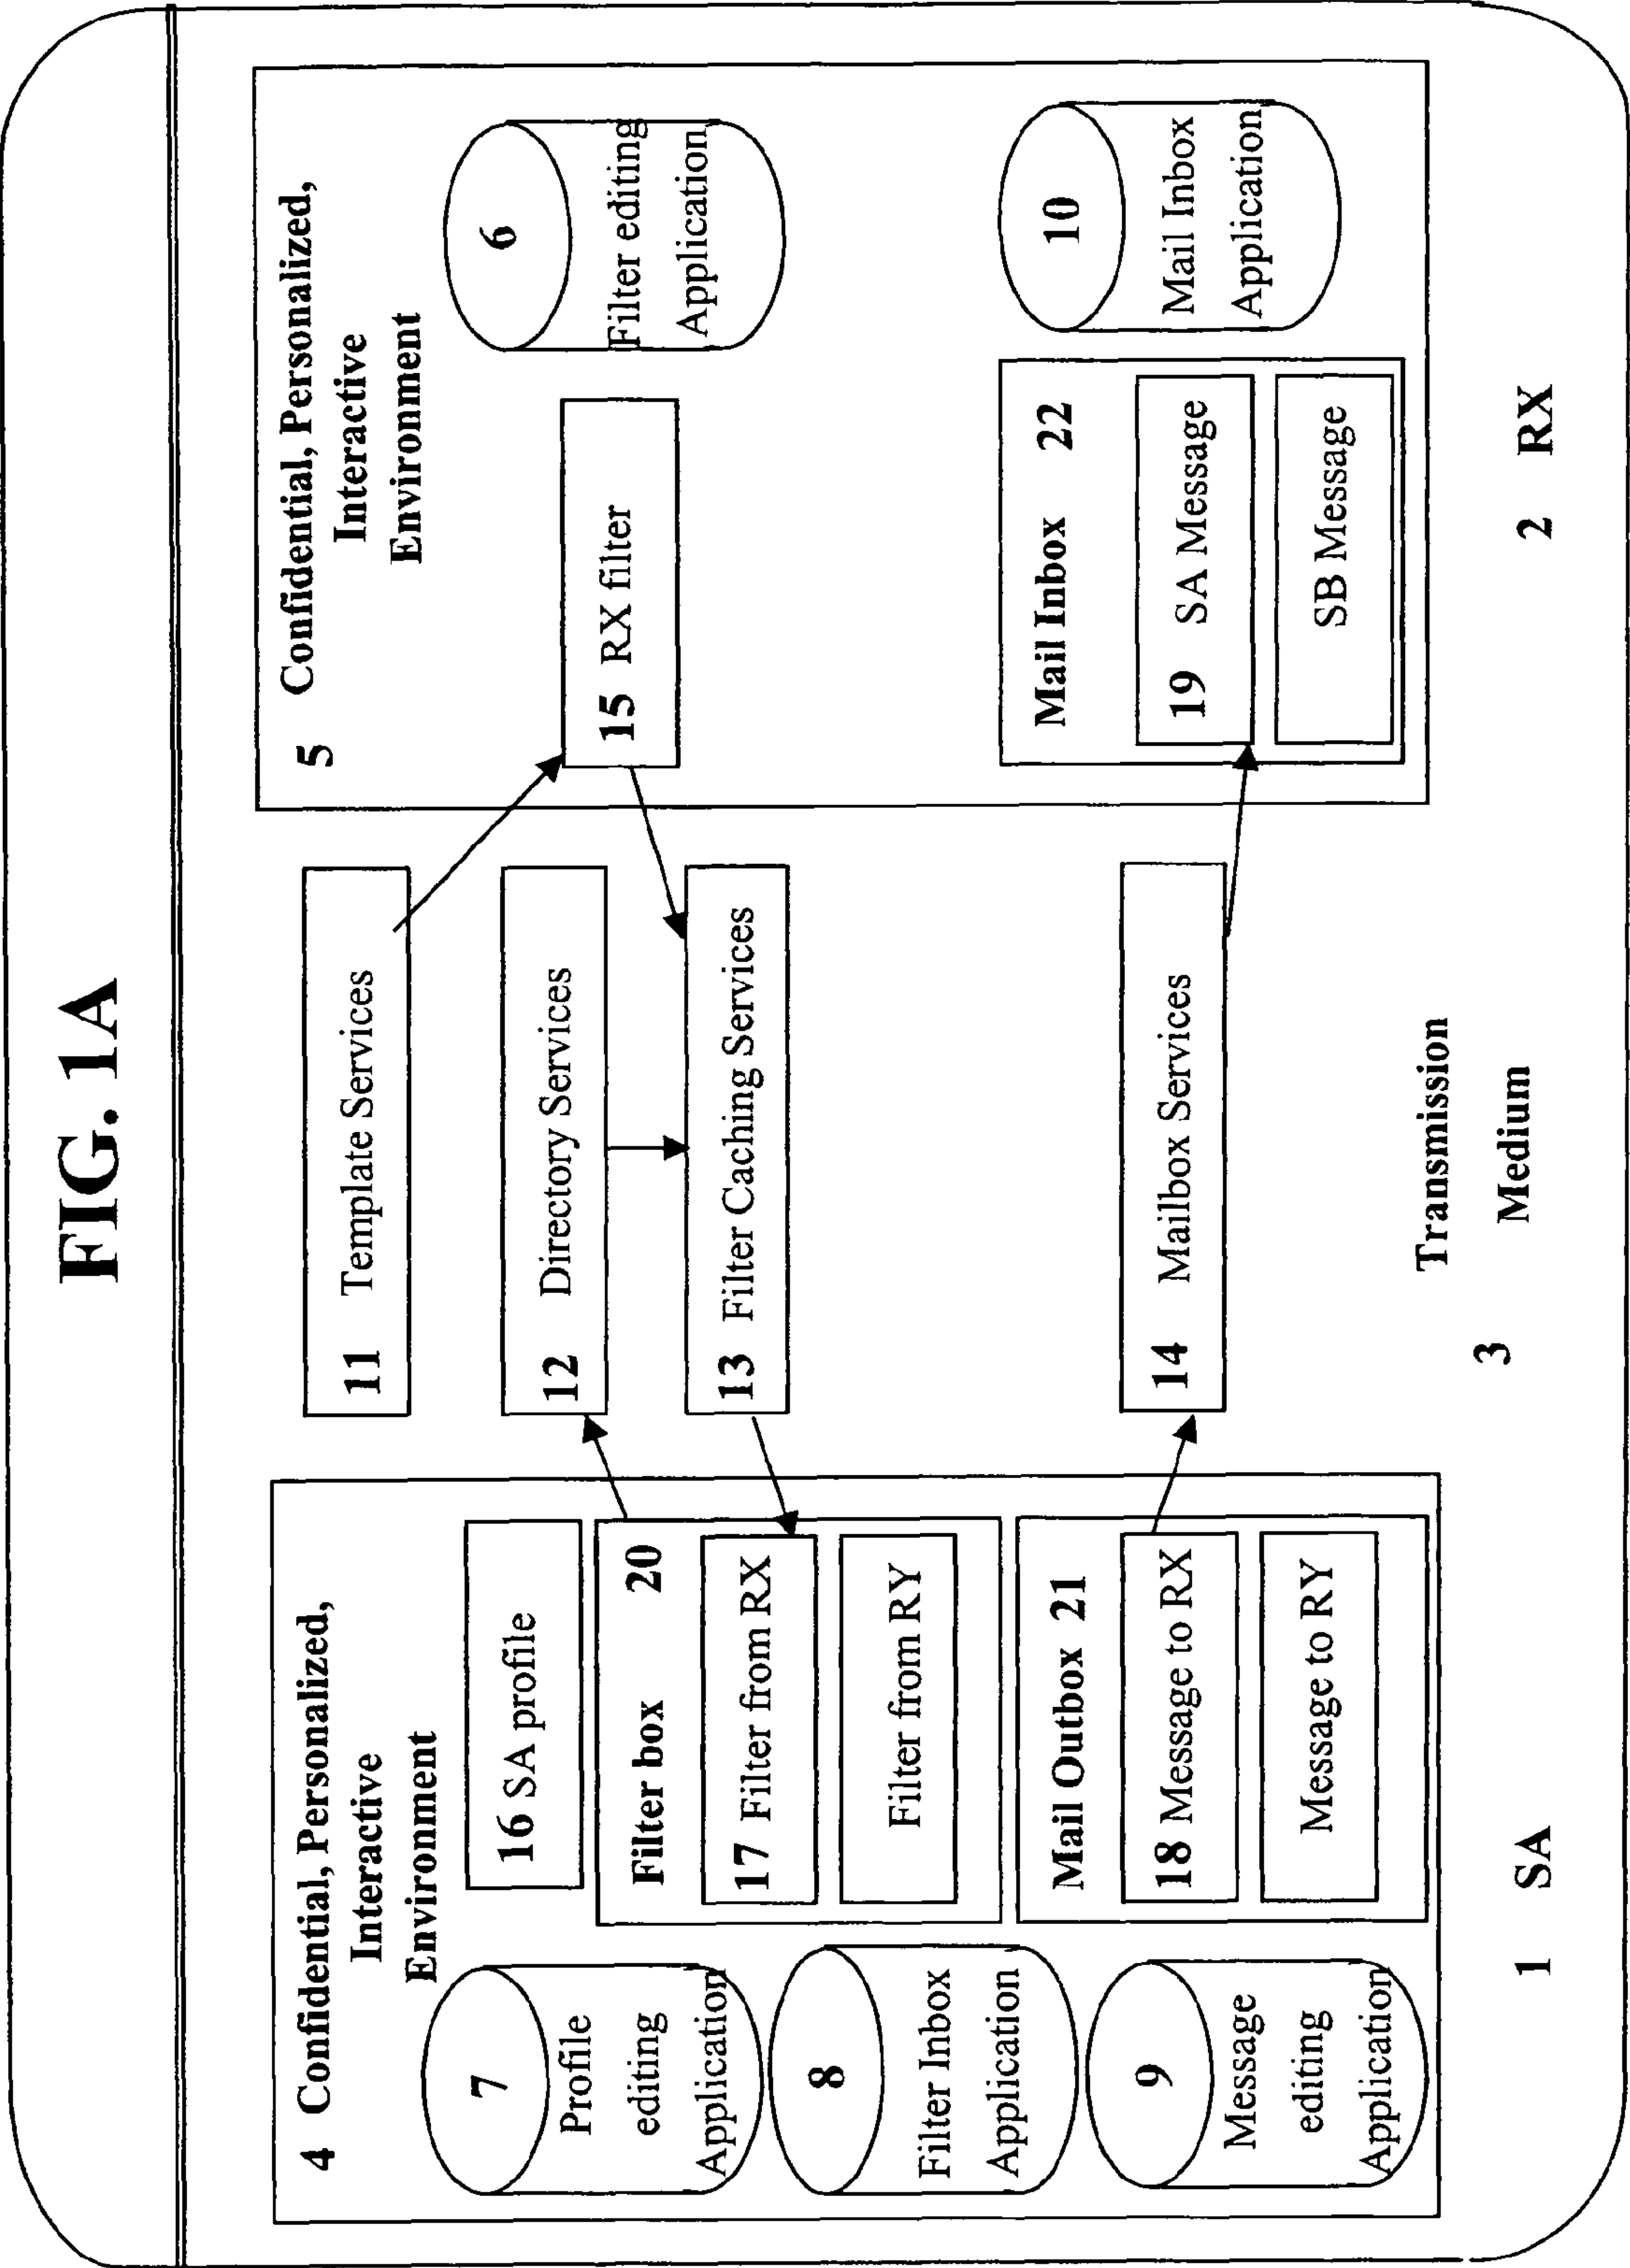 FIG. 1A
4 Confidential, Personalized,
Interactive
Environment
7
Profile
editing
Application
8
Filter Inbox
Application
9
Message
editing
Application
16 SA profile
Filter box 20
17 Filter from RX
Filter from RY
Mail Outbox 21
18 Message to RX
Message to RY
1 SA
11 Template Services
12 Directory Services
13 Filter Caching Services
14 Mailbox Services
Transmission
3 Medium
5 Confidential, Personalized,
Interactive
Environment
15 RX filter
6
Filter editing
Application
Mail Inbox 22
19 SA Message
SB Message
10
Mail Inbox
Application
2 RX